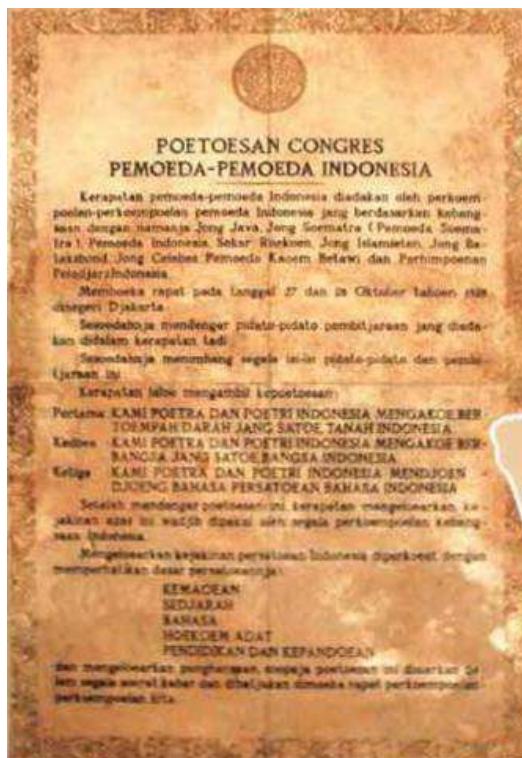 POETOESAN CONGRES
PEMOEDA-PEMOEDA INDONESIA
Kerapatan pemoeda-pemoeda Indonesia diadakan oleh perkoem-
poelan-perkoempoelan pemoeda Indonesia jang berdasarkan kebang-
saan dengan namanja Jong Java, Jong Soematra (Pemoeda Soema-
tra), Pemoeda Indonesia, Sekar Roekoen, Jong Islamieten, Jong Ba-
taksbond, Jong Celebes, Pemoeda Kaoem Betawi dan Perhimpoenan
Peladjar Indonesia.
Memboeka rapat pada tanggal 27 dan 28 Oktober tahoen 1928
dinegeri Djakarta
Sesoedahnja mendengar pidato-pidato pembitjaraan jang diada-
kan didalam kerapatan tadi
Sesoedahnja menimbang segala isi-isi pidato-pidato dan pembi-
tjaraan ini
Kerapatan laloe mengambil kepoetoesan:
Pertama KAMI POETRA DAN POETRI INDONESIA MENGAKOE BER-
TOEMPAH DARAH JANG SATOE, TANAH INDONESIA
Kedoea KAMI POETRA DAN POETRI INDONESIA MENGAKOE BER-
BANGSA JANG SATOE, BANGSA INDONESIA
Ketiga KAMI POETRA DAN POETRI INDONESIA MENDJOEN-
DJOENG BAHASA PERSATOEAN, BAHASA INDONESIA
Setelah mendengar poetoesan ini kerapatan mengeloearkan ke-
jakinan azas ini wadjib dipakai oleh segala perkoempoelan kebang-
saan Indonesia.
Mengeloearkan kejakinan persatoean Indonesia diperkoeat dengan
memperhatikan dasar persatoeannja:
KEMAOEAN
SEDJARAH
BAHASA
HOEKOEM ADAT
PENDIDIKAN DAN KEPANDOEAN
dan mengeloearkan pengharapan soepaja poetoesan ini disiarkan da-
lam segala soerat kabar dan dibatjakan dimoeka rapat perkoempoelan-
perkoempoelan kita.